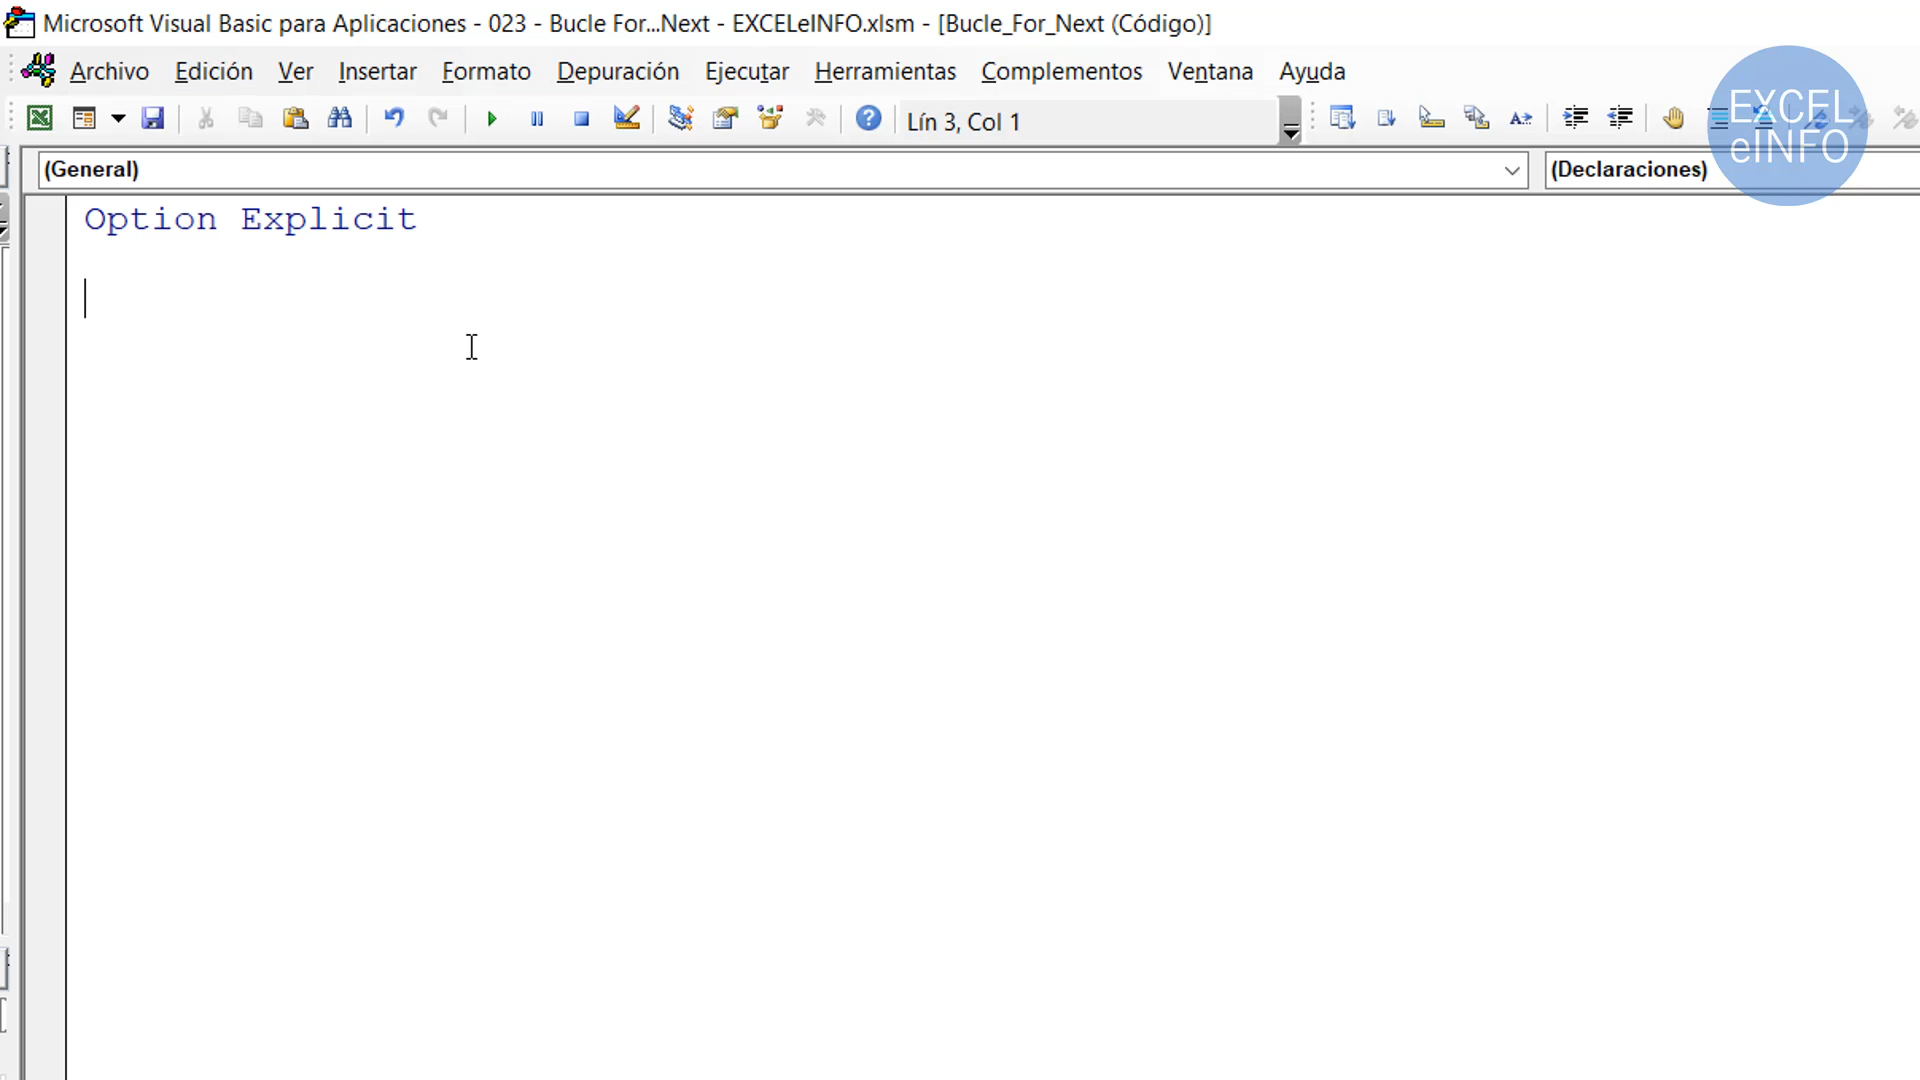 Microsoft Visual Basic para Aplicaciones - 023 - Bucle For...Next - EXCELeINFO.xlsm - [Bucle_For_Next (Código)]
Archivo Edición Ver Insertar Formato Depuración Ejecutar Herramientas Complementos Ventana Ayuda
Lín 3, Col 1
EXCEL
eINFO
(General) (Declaraciones)
Option Explicit